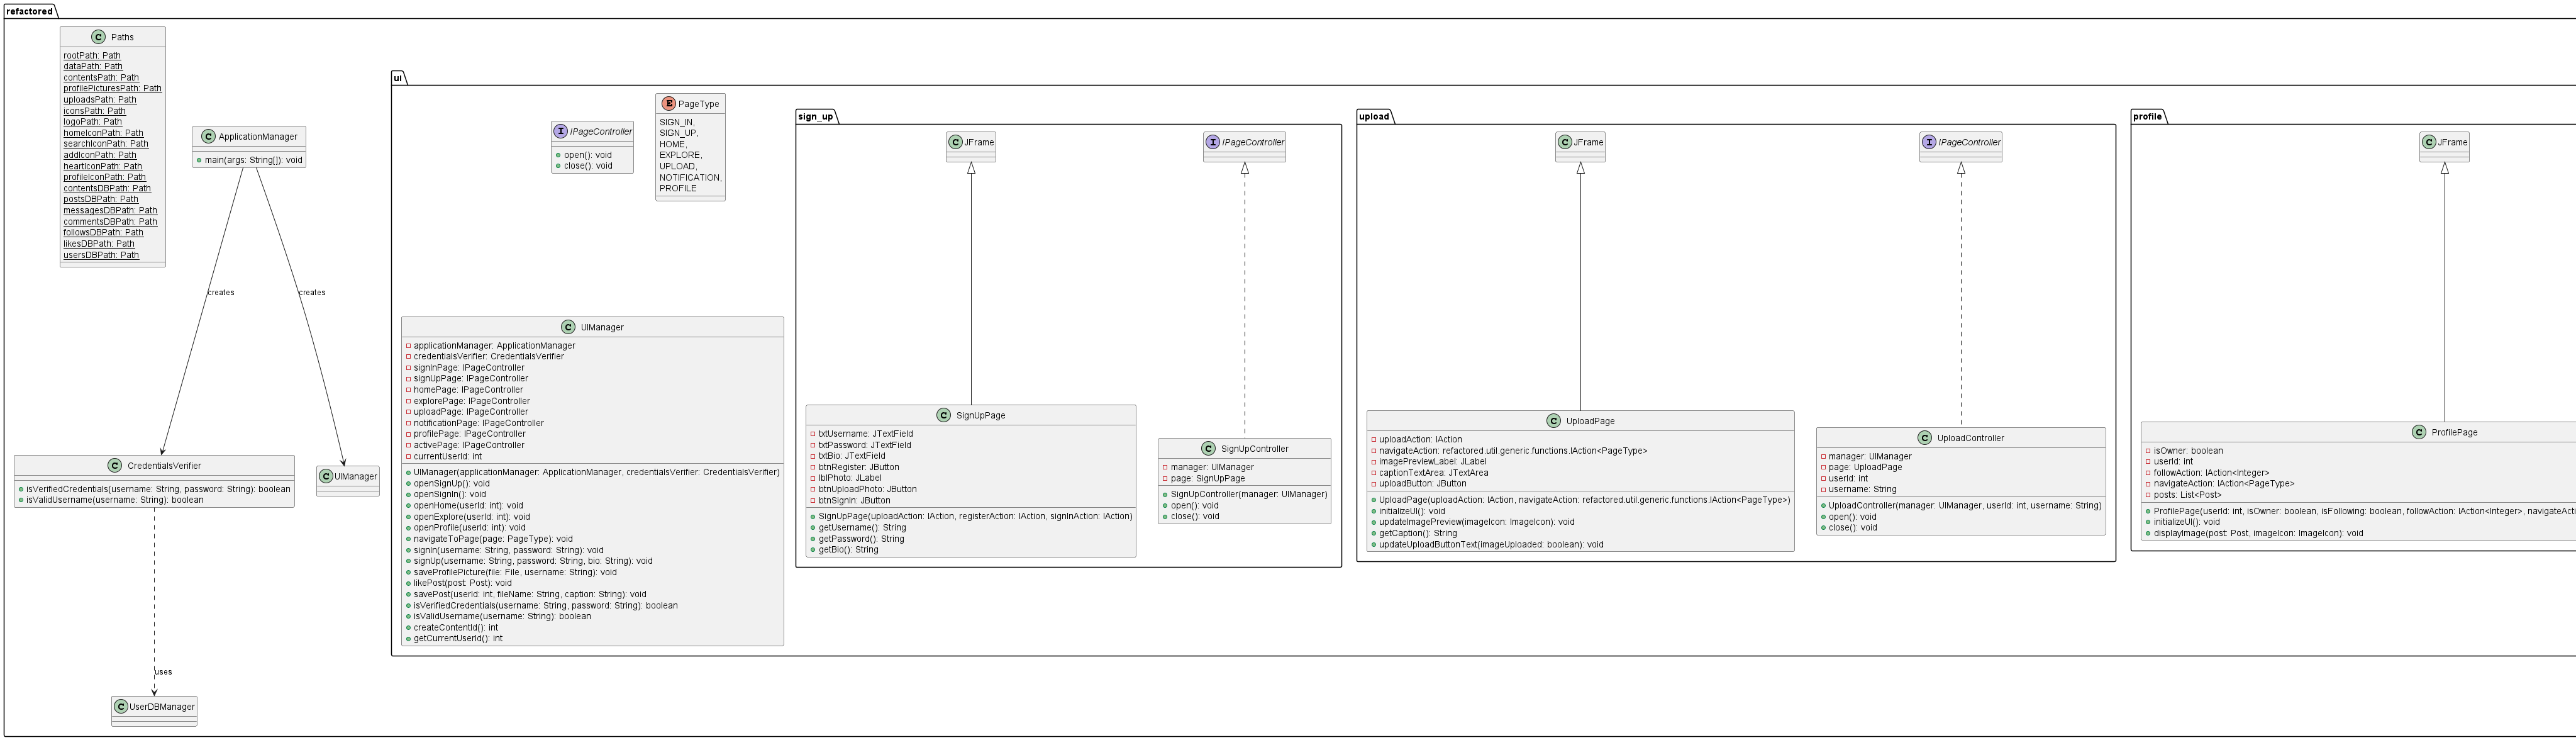 refactored
Paths
rootPath: Path
dataPath: Path
contentsPath: Path
profilePicturesPath: Path
uploadsPath: Path
iconsPath: Path
logoPath: Path
homeIconPath: Path
searchIconPath: Path
addIconPath: Path
heartIconPath: Path
profileIconPath: Path
contentsDBPath: Path
postsDBPath: Path
messagesDBPath: Path
commentsDBPath: Path
followsDBPath: Path
likesDBPath: Path
usersDBPath: Path
ApplicationManager
main(args: String[]): void
creates
creates
CredentialsVerifier
isVerifiedCredentials(username: String, password: String): boolean
isValidUsername(username: String): boolean
UIManager
uses
UserDBManager
ui
IPageController
open(): void
close(): void
PageType
SIGN_IN,
SIGN_UP,
HOME,
EXPLORE,
UPLOAD,
NOTIFICATION,
PROFILE
UIManager
applicationManager: ApplicationManager
credentialsVerifier: CredentialsVerifier
signInPage: IPageController
signUpPage: IPageController
homePage: IPageController
explorePage: IPageController
uploadPage: IPageController
notificationPage: IPageController
profilePage: IPageController
activePage: IPageController
currentUserId: int
UIManager(applicationManager: ApplicationManager, credentialsVerifier: CredentialsVerifier)
openSignUp(): void
openSignIn(): void
openHome(userId: int): void
openExplore(userId: int): void
openProfile(userId: int): void
navigateToPage(page: PageType): void
signIn(username: String, password: String): void
signUp(username: String, password: String, bio: String): void
saveProfilePicture(file: File, username: String): void
likePost(post: Post): void
savePost(userId: int, fileName: String, caption: String): void
isVerifiedCredentials(username: String, password: String): boolean
isValidUsername(username: String): boolean
createContentId(): int
getCurrentUserId(): int
sign_up
JFrame
IPageController
SignUpPage
txtUsername: JTextField
txtPassword: JTextField
txtBio: JTextField
btnRegister: JButton
lblPhoto: JLabel
btnUploadPhoto: JButton
btnSignIn: JButton
SignUpPage(uploadAction: IAction, registerAction: IAction, signInAction: IAction)
getUsername(): String
getPassword(): String
getBio(): String
SignUpController
manager: UIManager
page: SignUpPage
SignUpController(manager: UIManager)
open(): void
close(): void
upload
JFrame
IPageController
UploadPage
uploadAction: IAction
navigateAction: refactored.util.generic.functions.IAction<PageType>
imagePreviewLabel: JLabel
captionTextArea: JTextArea
uploadButton: JButton
UploadPage(uploadAction: IAction, navigateAction: refactored.util.generic.functions.IAction<PageType>)
initializeUI(): void
updateImagePreview(imageIcon: ImageIcon): void
getCaption(): String
updateUploadButtonText(imageUploaded: boolean): void
UploadController
manager: UIManager
page: UploadPage
userId: int
username: String
UploadController(manager: UIManager, userId: int, username: String)
open(): void
close(): void
profile
JFrame
ProfilePage
isOwner: boolean
userId: int
followAction: IAction<Integer>
navigateAction: IAction<PageType>
posts: List<Post>
ProfilePage(userId: int, isOwner: boolean, isFollowing: boolean, followAction: IAction<Integer>, navigateActi
initializeUI(): void
displayImage(post: Post, imageIcon: ImageIcon): void